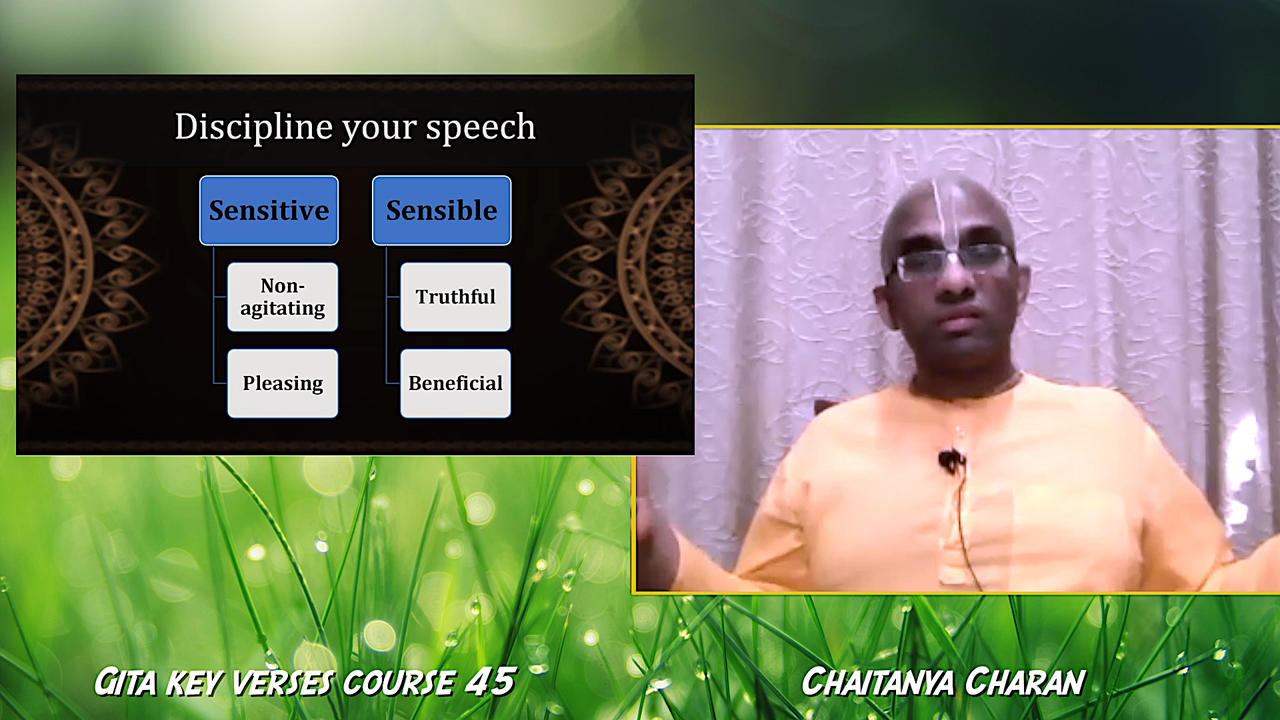 Discipline your speech
Sensitive
Sensible
Non-
agitating
Truthful
Pleasing
Beneficial
GITA KEY VERSES COURSE 45
CHAITANYA CHARAN